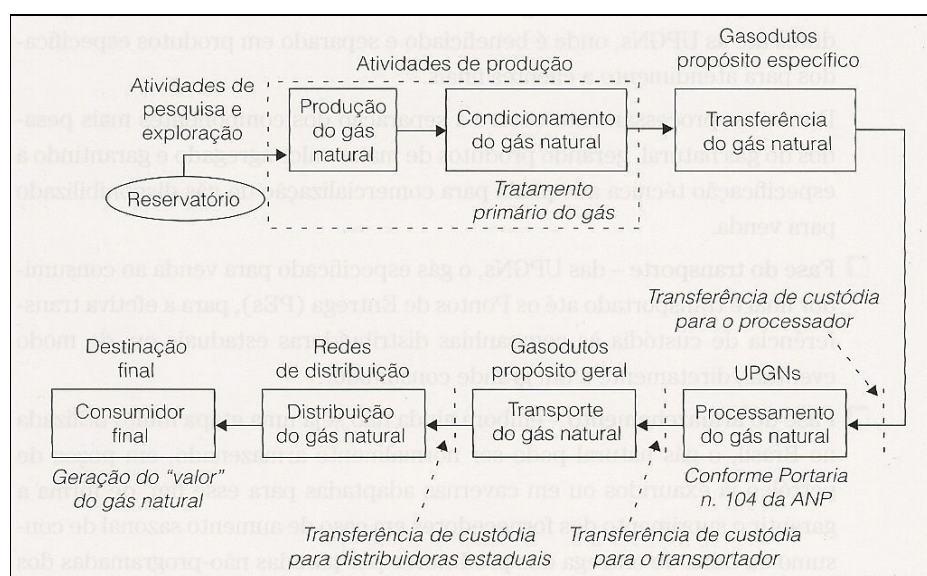 Atividades de
pesquisa e
exploração
Reservatório
Atividades de produção
Produção
do gás
natural
Condicionamento
do gás natural
Tratamento
primário do gás
Gasodutos
propósito específico
Transferência
do gás natural
Transferência de custódia
para o processador
UPGNs
Processamento
do gás natural
Conforme Portaria
n. 104 da ANP
Transferência de custódia
para o transportador
Gasodutos
propósito geral
Transporte
do gás natural
Transferência de custódia
para distribuidoras estaduais
Redes
de distribuição
Distribuição
do gás natural
Destinação
final
Consumidor
final
Geração do "valor"
do gás natural